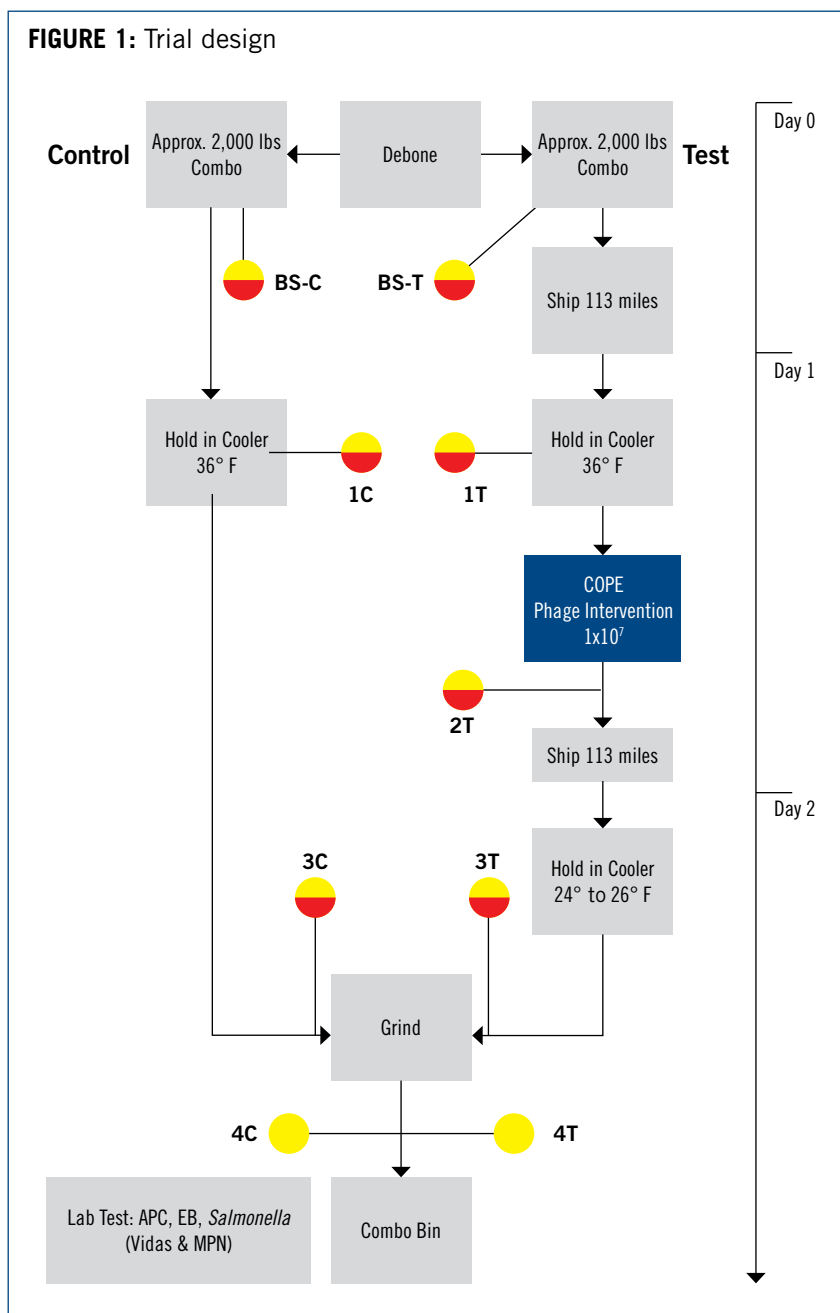 FIGURE 1: Trial design
Control
Approx. 2,000 lbs
Combo
Debone
Approx. 2,000 lbs
Combo
Test
Day 0
BS-C
BS-T
Ship 113 miles
Day 1
Hold in Cooler
36° F
1C
1T
Hold in Cooler
36° F
COPE
Phage Intervention
1x10⁷
2T
Ship 113 miles
Day 2
3C
3T
Hold in Cooler
24° to 26° F
Grind
4C
4T
Lab Test: APC, EB, Salmonella
(Vidas & MPN)
Combo Bin